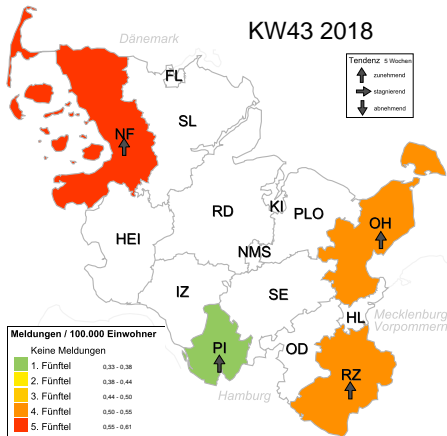 KW43 2018
Dänemark
Tendenz 5 Wochen
zunehmend
stagnierend
abnehmend
FL
SL
NF
RD
KI
PLO
OH
HEI
NMS
IZ
SE
HL
Mecklenburg
Vorpommern
PI
OD
RZ
Hamburg
Meldungen / 100.000 Einwohner
Keine Meldungen
1. Fünftel 0,33 - 0,38
2. Fünftel 0,38 - 0,44
3. Fünftel 0,44 - 0,50
4. Fünftel 0,50 - 0,55
5. Fünftel 0,55 - 0,61